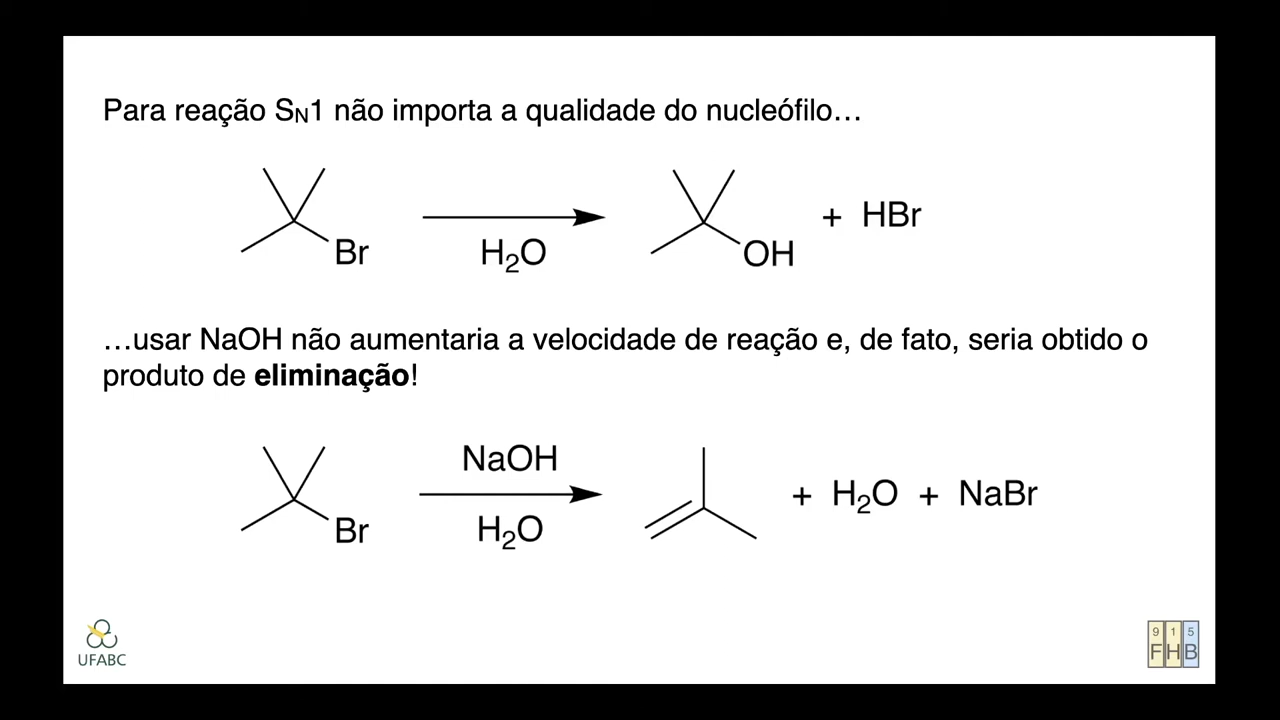 Para reação SN1 não importa a qualidade do nucleófilo…
Br
H2O
OH
+ HBr
…usar NaOH não aumentaria a velocidade de reação e, de fato, seria obtido o
produto de eliminação!
Br
NaOH
H2O
+ H2O + NaBr
UFABC
9 1 5
F H B